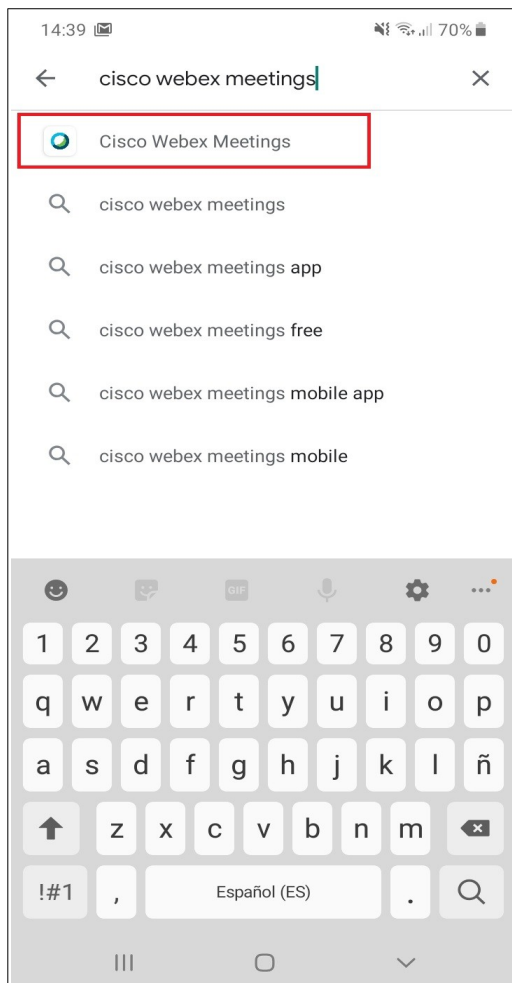 14:39 70%
cisco webex meetings
Cisco Webex Meetings
cisco webex meetings
cisco webex meetings app
cisco webex meetings free
cisco webex meetings mobile app
cisco webex meetings mobile
GIF
1 2 3 4 5 6 7 8 9 0
q w e r t y u i o p
a s d f g h j k l ñ
z x c v b n m
!#1 , Español (ES) .